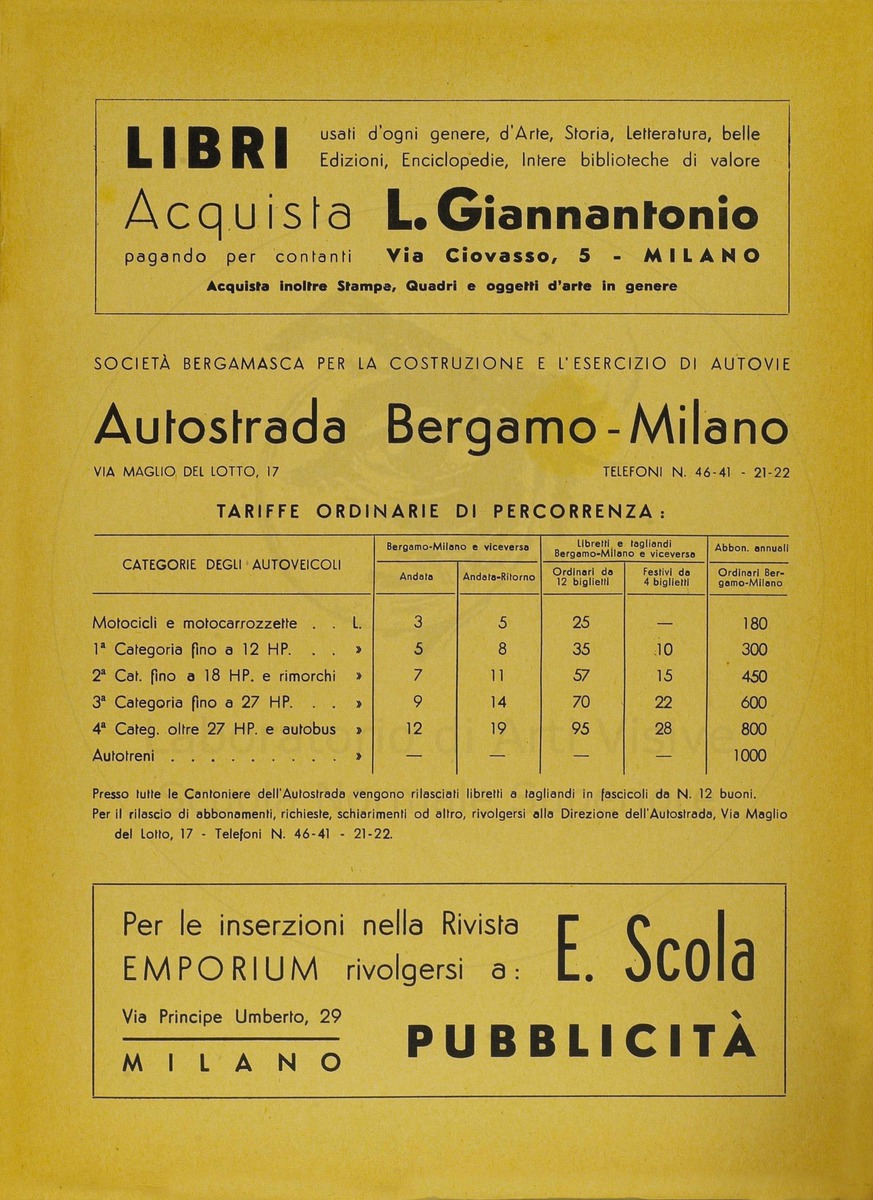 LIBRI usati d'ogni genere, d'Arte, Storia, Letteratura, belle
Edizioni, Enciclopedie, Intere biblioteche di valore
Acquista L. Giannantonio
pagando per contanti Via Ciovasso, 5 - MILANO
Acquista inoltre Stampa, Quadri e oggetti d'arte in genere
SOCIETÀ BERGAMASCA PER LA COSTRUZIONE E L'ESERCIZIO DI AUTOVIE
Autostrada Bergamo - Milano
VIA MAGLIO DEL LOTTO, 17 TELEFONI N. 46-41 - 21-22
TARIFFE ORDINARIE DI PERCORRENZA :
CATEGORIE DEGLI AUTOVEICOLI
Bergamo-Milano e viceversa
Andata Andata-Ritorno
Libretti e tagliandi
Bergamo-Milano e viceversa
Ordinari da
12 biglietti
Festivi da
4 biglietti
Abbon. annuali
Ordinari Ber-
gamo-Milano
Motocicli e motocarrozzette . . L. 3 5 25 — 180
1ª Categoria fino a 12 HP. . . » 5 8 35 10 300
2ª Cat. fino a 18 HP. e rimorchi » 7 11 57 15 450
3ª Categoria fino a 27 HP. . . » 9 14 70 22 600
4ª Categ. oltre 27 HP. e autobus » 12 19 95 28 800
Autotreni . . . . . . . . . » — — — — 1000
Presso tutte le Cantoniere dell'Autostrada vengono rilasciati libretti a tagliandi in fascicoli da N. 12 buoni.
Per il rilascio di abbonamenti, richieste, schiarimenti od altro, rivolgersi alla Direzione dell'Autostrada, Via Maglio
del Lotto, 17 - Telefoni N. 46-41 - 21-22.
Per le inserzioni nella Rivista
EMPORIUM rivolgersi a :
E. Scola
Via Principe Umberto, 29
MILANO
PUBBLICITÀ